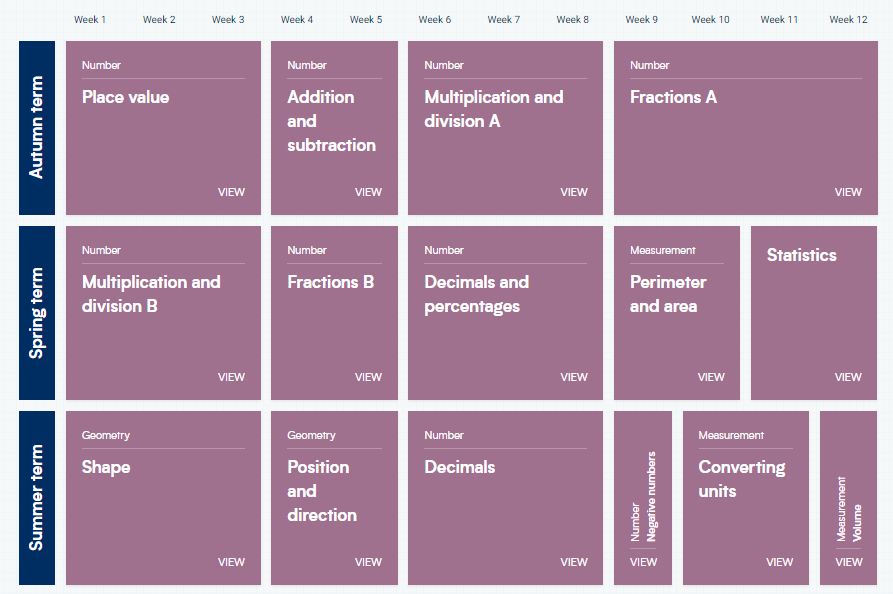 Week 1 Week 2 Week 3 Week 4 Week 5 Week 6 Week 7 Week 8 Week 9 Week 10 Week 11 Week 12
Autumn term
Number
Place value
VIEW
Number
Addition
and
subtraction
VIEW
Number
Multiplication and
division A
VIEW
Number
Fractions A
VIEW
Spring term
Number
Multiplication and
division B
VIEW
Number
Fractions B
VIEW
Number
Decimals and
percentages
VIEW
Measurement
Perimeter
and area
VIEW
Statistics
VIEW
Summer term
Geometry
Shape
VIEW
Geometry
Position
and
direction
VIEW
Number
Decimals
VIEW
Number
Negative numbers
VIEW
Measurement
Converting
units
VIEW
Measurement
Volume
VIEW